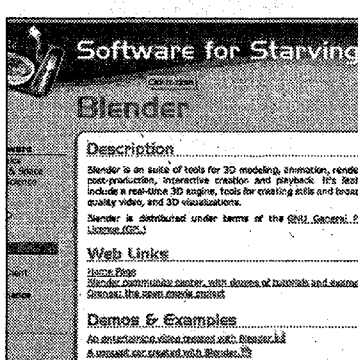 Software for Starving
Blender
ware
& Space
Science
Description
Blender is an suite of tools for 3D modeling, animation, rende
post-production, interactive creation and playback. It's feat
include a real-time 3D engine, tools for creating stills and broad
quality video, and 3D visualizations.
Blender is distributed under terms of the GNU General P
License (GPL)
Web Links
Home Page
Blender community center, with dozens of tutorials and examp
Orange: the open movie project
Demos & Examples
An entertaining video created with Blender
A concept car created with Blender